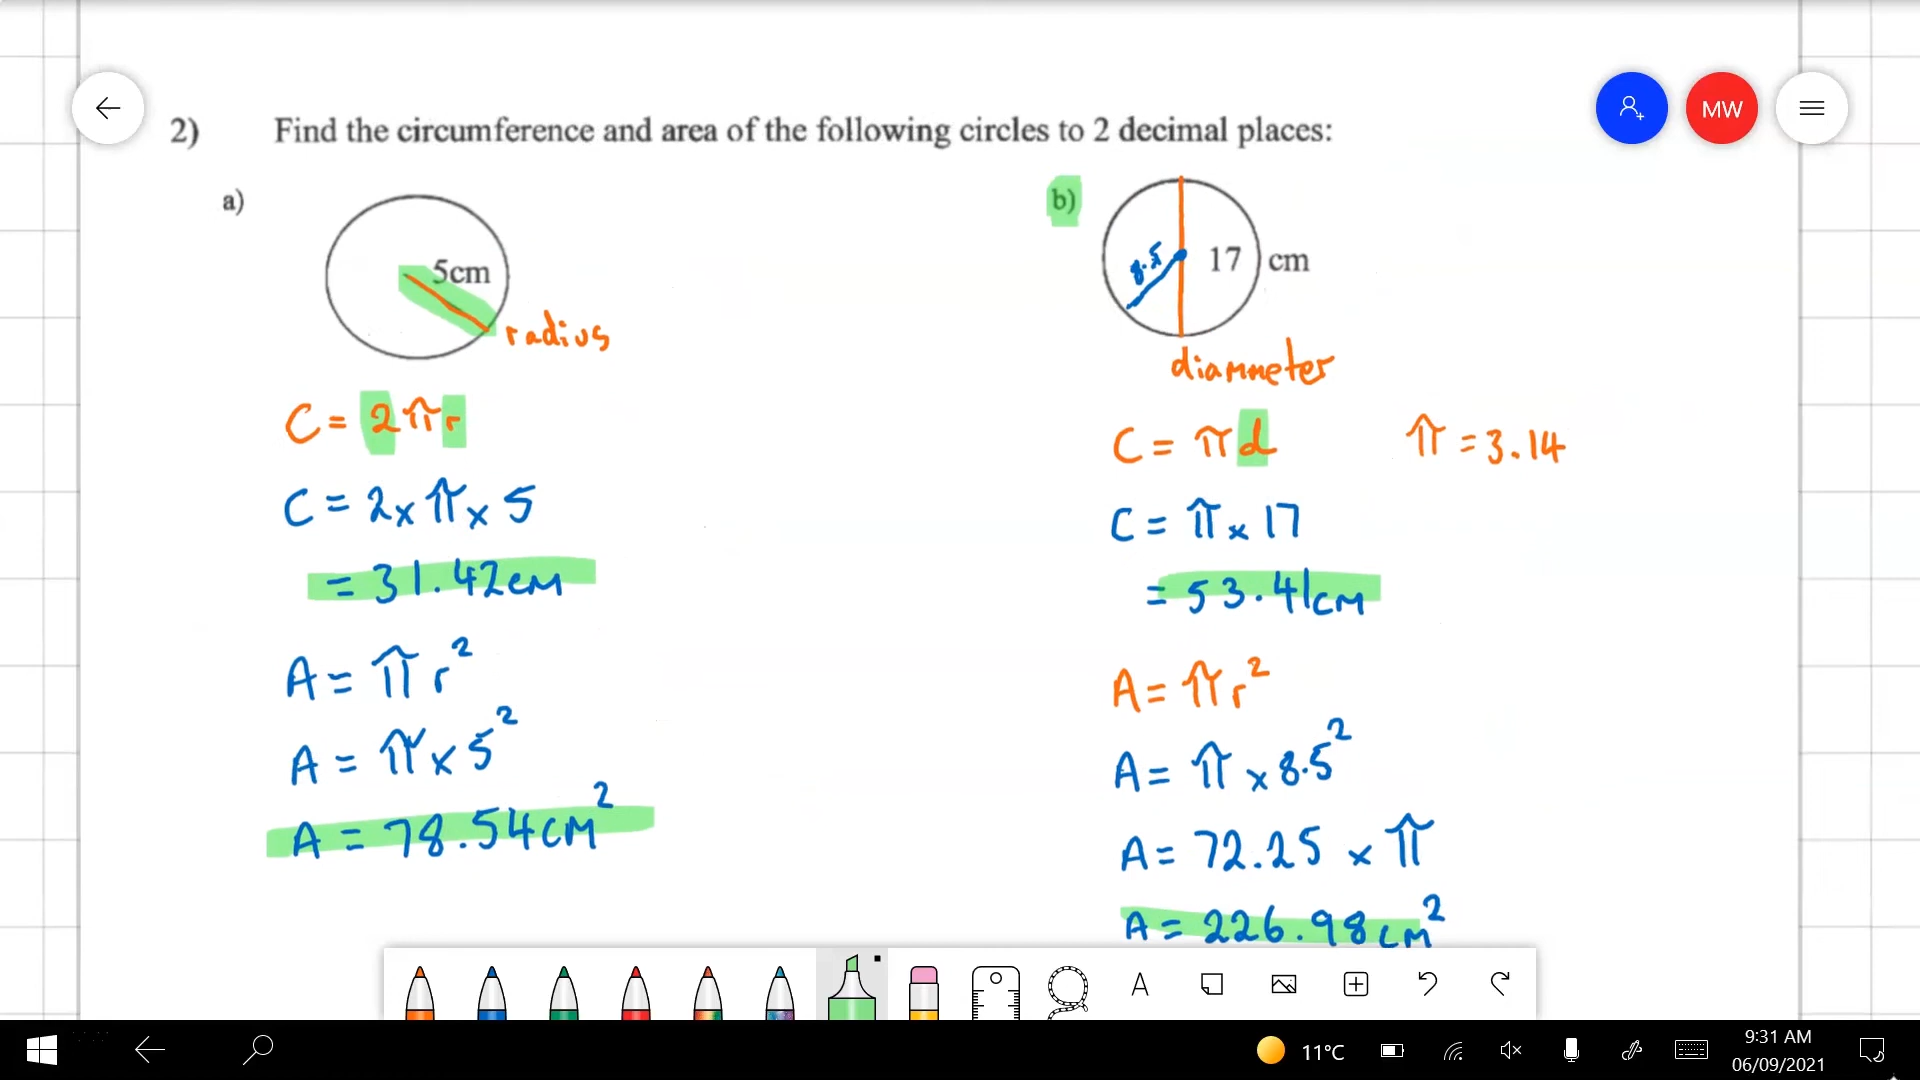 2) Find the circumference and area of the following circles to 2 decimal places:
MW
a)
5cm
radius
C = 2πr
C = 2 × π × 5
= 31.42cm
A = πr²
A = π × 5²
A = 78.54cm²
b)
8.5
17 cm
diammeter
C = πd
π = 3.14
C = π × 17
= 53.41cm
A = πr²
A = π × 8.5²
A = 72.25 × π
A = 226.98cm²
A
11°C
9:31 AM
06/09/2021